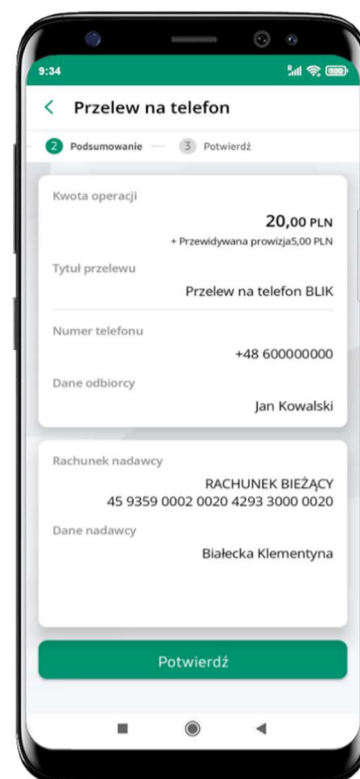 9:34
Przelew na telefon
2 Podsumowanie 3 Potwierdź
Kwota operacji
20,00 PLN
+ Przewidywana prowizja5,00 PLN
Tytuł przelewu
Przelew na telefon BLIK
Numer telefonu
+48 600000000
Dane odbiorcy
Jan Kowalski
Rachunek nadawcy
RACHUNEK BIEŻĄCY
45 9359 0002 0020 4293 3000 0020
Dane nadawcy
Białecka Klementyna
Potwierdź